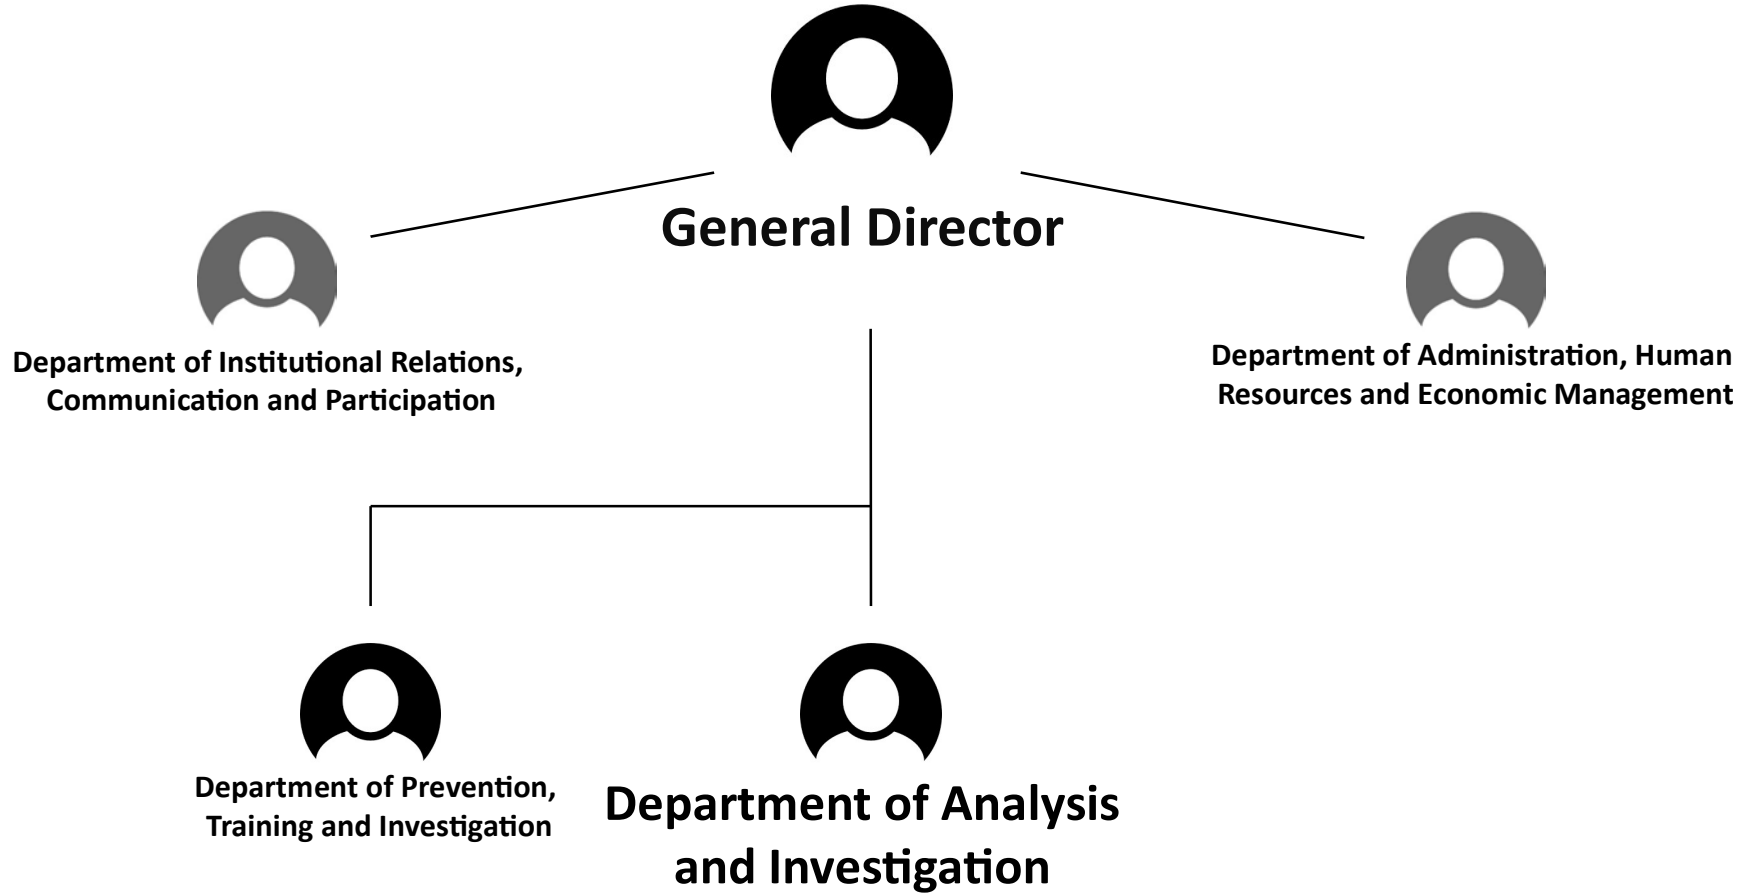 General Director
Department of Institutional Relations,
Communication and Participation
Department of Administration, Human
Resources and Economic Management
Department of Prevention,
Training and Investigation
Department of Analysis
and Investigation